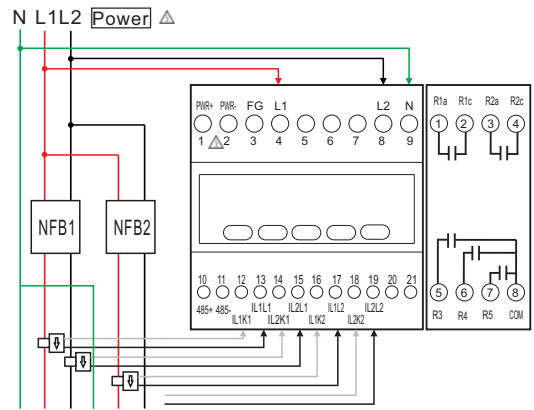 N L1L2 Power
PWR+ PWR- FG L1 L2 N
1 2 3 4 5 6 7 8 9
R1a R1c R2a R2c
1 2 3 4
NFB1 NFB2
10 11 12 13 14 15 16 17 18 19 20 21
485+ 485- IL1L1 IL2L1 IL1L2 IL2L2
IL1K1 IL2K1 IL1K2 IL2K2
5 6 7 8
R3 R4 R5 COM